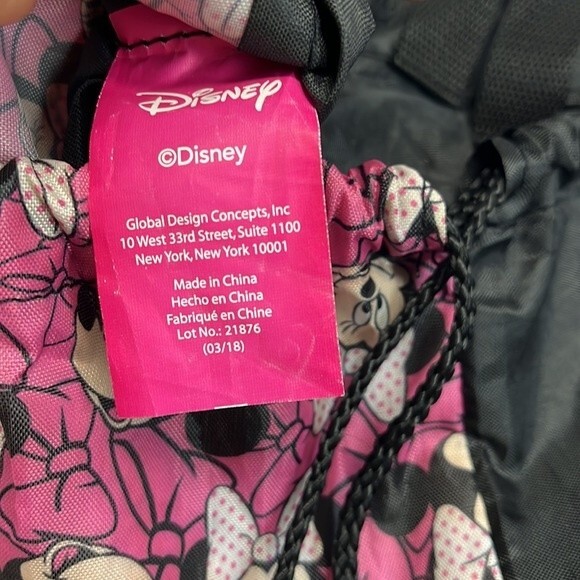 Disney
©Disney
Global Design Concepts, Inc
10 West 33rd Street, Suite 1100
New York, New York 10001
Made in China
Hecho en China
Fabriqué en Chine
Lot No.: 21876
(03/18)